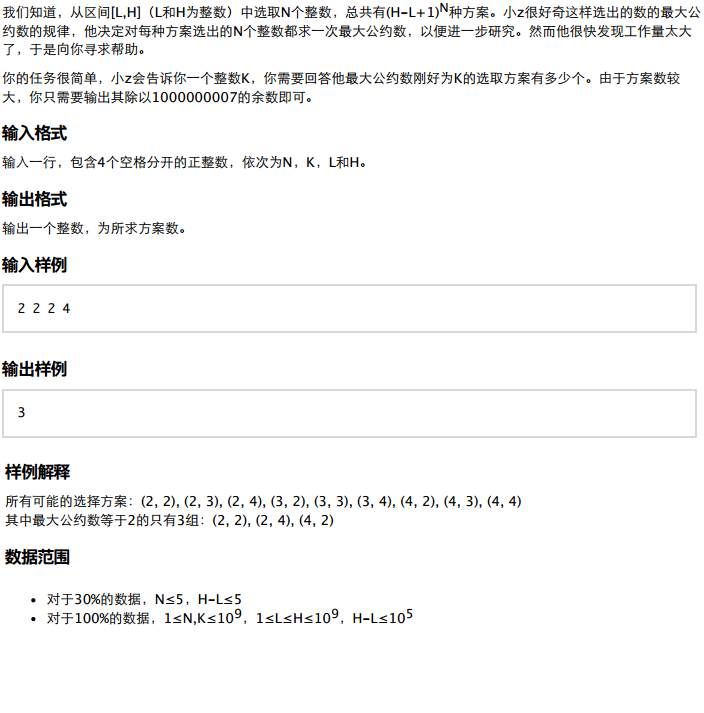 我们知道，从区间[L,H]（L和H为整数）中选取N个整数，总共有(H-L+1)^N种方案。小z很好奇这样选出的数的最大公
约数的规律，他决定对每种方案选出的N个整数都求一次最大公约数，以便进一步研究。然而他很快发现工作量太大
了，于是向你寻求帮助。
你的任务很简单，小z会告诉你一个整数K，你需要回答他最大公约数刚好为K的选取方案有多少个。由于方案数较
大，你只需要输出其除以1000000007的余数即可。
输入格式
输入一行，包含4个空格分开的正整数，依次为N，K，L和H。
输出格式
输出一个整数，为所求方案数。
输入样例
2 2 2 4
输出样例
3
样例解释
所有可能的选择方案：(2, 2), (2, 3), (2, 4), (3, 2), (3, 3), (3, 4), (4, 2), (4, 3), (4, 4)
其中最大公约数等于2的只有3组：(2, 2), (2, 4), (4, 2)
数据范围
• 对于30%的数据，N≤5，H-L≤5
• 对于100%的数据，1≤N,K≤10^9，1≤L≤H≤10^9，H-L≤10^5